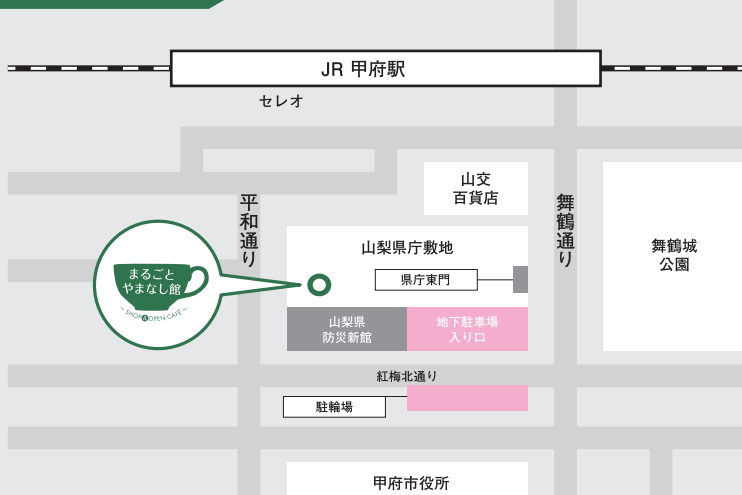 JR 甲府駅
セレオ
山交
百貨店
平和通り
舞鶴通り
山梨県庁敷地
舞鶴城
公園
県庁東門
まるごと
やまなし館
SHOP&OPEN-CAFÉ
山梨県
防災新館
地下駐車場
入り口
紅梅北通り
駐輪場
甲府市役所